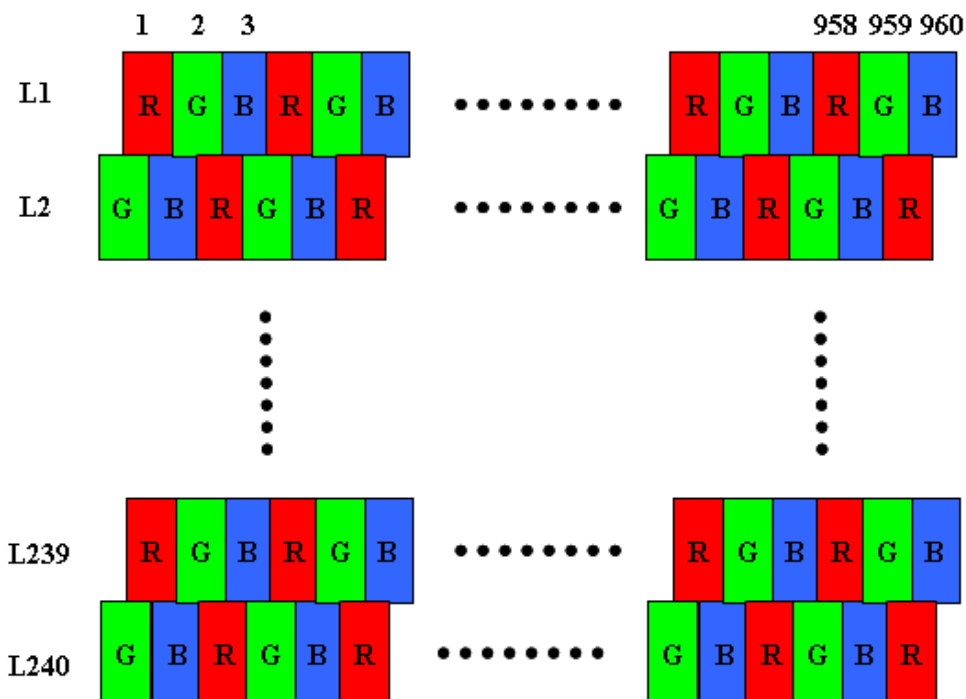 1 2 3 958 959 960
L1 R G B R G B R G B R G B
L2 G B R G B R G B R G B R
L239 R G B R G B R G B R G B
L240 G B R G B R G B R G B R